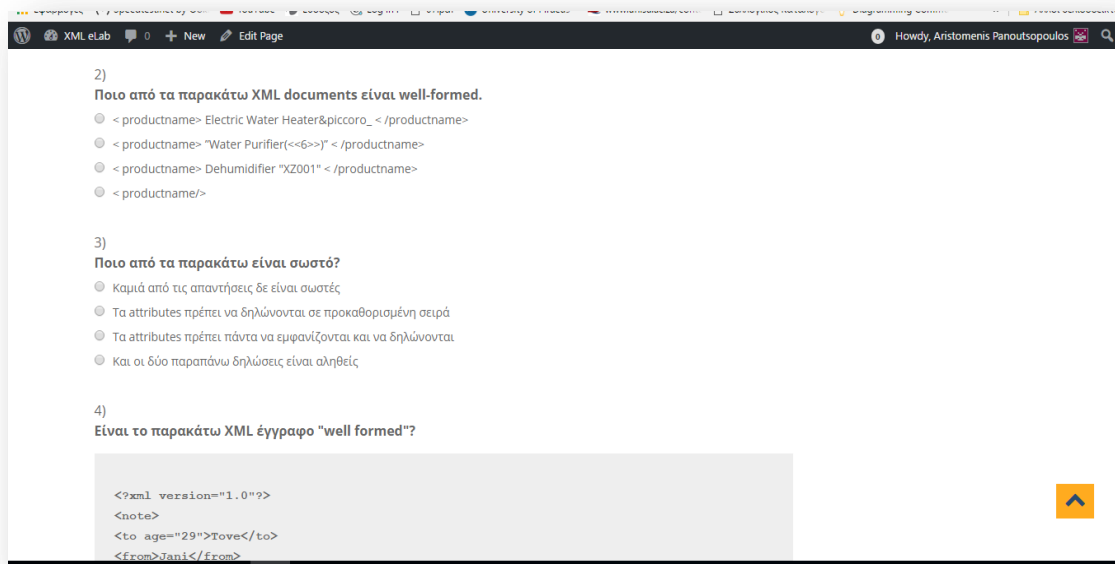 XML eLab 0 New Edit Page 0 Howdy, Aristomenis Panoutsopoulos
2)
Ποιο από τα παρακάτω XML documents είναι well-formed.
< productname> Electric Water Heater&piccoro_ < /productname>
< productname> "Water Purifier(<<6>>)" < /productname>
< productname> Dehumidifier "XZ001" < /productname>
< productname/>
3)
Ποιο από τα παρακάτω είναι σωστό?
Καμιά από τις απαντήσεις δε είναι σωστές
Τα attributes πρέπει να δηλώνονται σε προκαθορισμένη σειρά
Τα attributes πρέπει πάντα να εμφανίζονται και να δηλώνονται
Και οι δύο παραπάνω δηλώσεις είναι αληθείς
4)
Είναι το παρακάτω XML έγγραφο "well formed"?
<?xml version="1.0"?>
<note>
<to age="29">Tove</to>
<from>Jani</from>